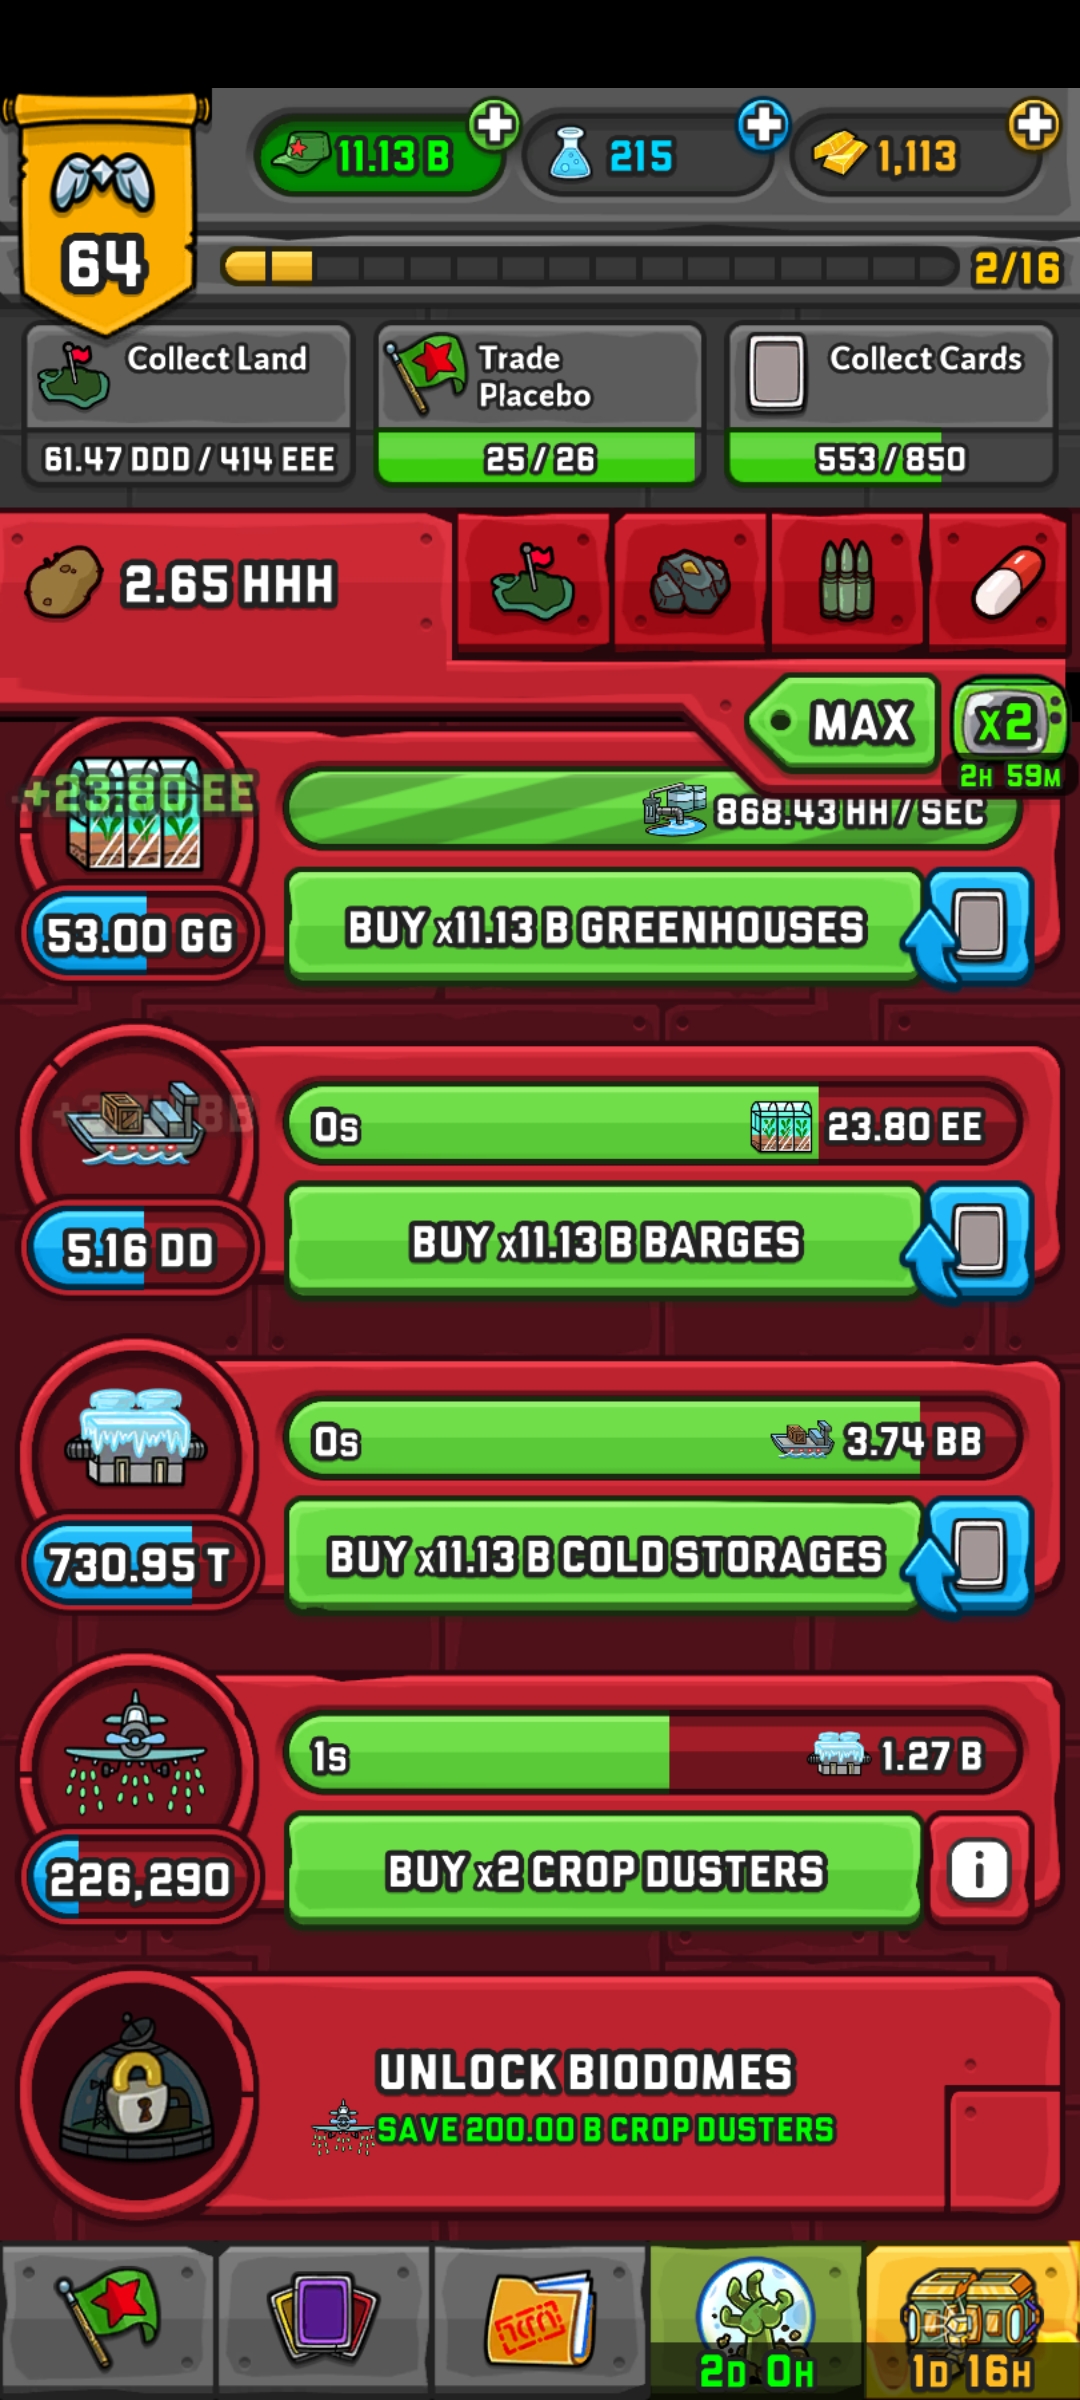 64
11.13 B
215
1,113
2/16
Collect Land
61.47 DDD / 414 EEE
Trade
Placebo
25 / 26
Collect Cards
553 / 850
2.65 HHH
MAX
x2
2H 59M
+23.80 EE
868.43 HH / SEC
53.00 GG
BUY x11.13 B GREENHOUSES
0s
23.80 EE
5.16 DD
BUY x11.13 B BARGES
0s
3.74 BB
730.95 T
BUY x11.13 B COLD STORAGES
1s
1.27 B
226,290
BUY x2 CROP DUSTERS
i
UNLOCK BIODOMES
SAVE 200.00 B CROP DUSTERS
2D 0H
1D 16H